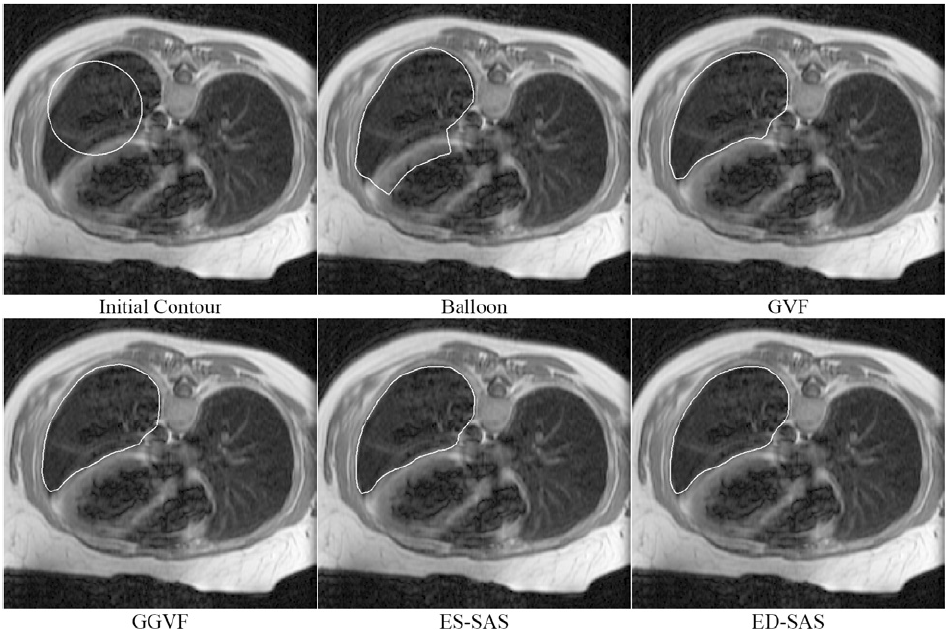 Initial Contour
Balloon
GVF
GGVF
ES-SAS
ED-SAS